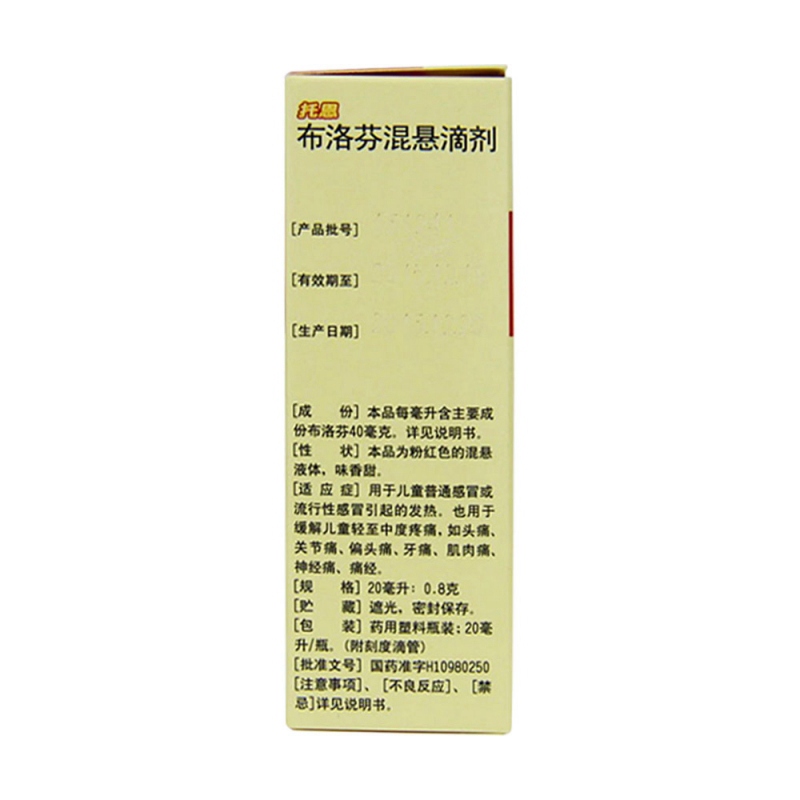 托恩
布洛芬混悬滴剂
[产品批号]
[有效期至]
[生产日期]
[成　份] 本品每毫升含主要成
份布洛芬40毫克。详见说明书。
[性　状] 本品为粉红色的混悬
液体，味香甜。
[适 应 症] 用于儿童普通感冒或
流行性感冒引起的发热。也用于
缓解儿童轻至中度疼痛，如头痛、
关节痛、偏头痛、牙痛、肌肉痛、
神经痛、痛经。
[规　格] 20毫升：0.8克
[贮　藏] 遮光，密封保存。
[包　装] 药用塑料瓶装；20毫
升/瓶。(附刻度滴管)
[批准文号] 国药准字H10980250
[注意事项]、[不良反应]、[禁
忌]详见说明书。